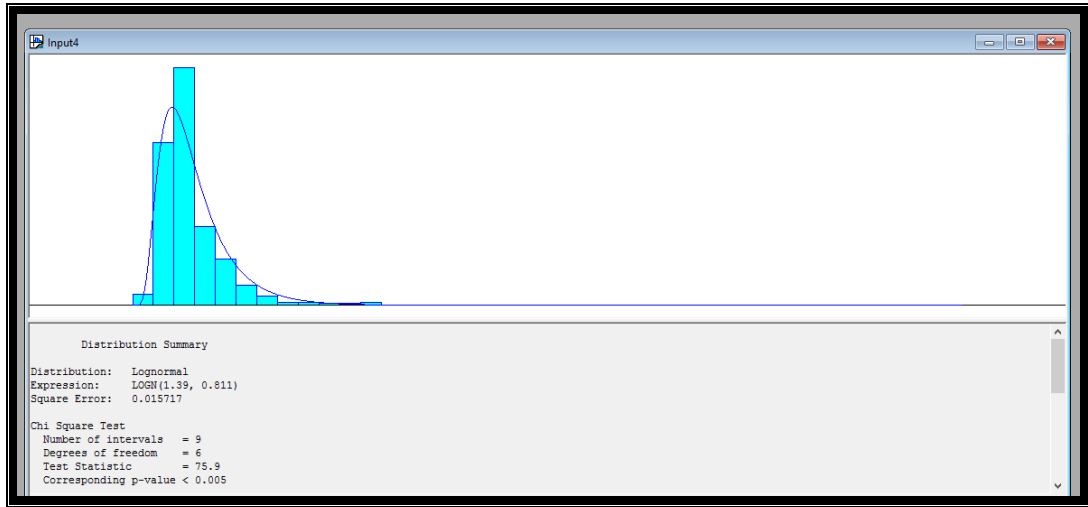 Input4
Distribution Summary
Distribution: Lognormal
Expression: LOGN(1.39, 0.811)
Square Error: 0.015717
Chi Square Test
Number of intervals = 9
Degrees of freedom = 6
Test Statistic = 75.9
Corresponding p-value < 0.005